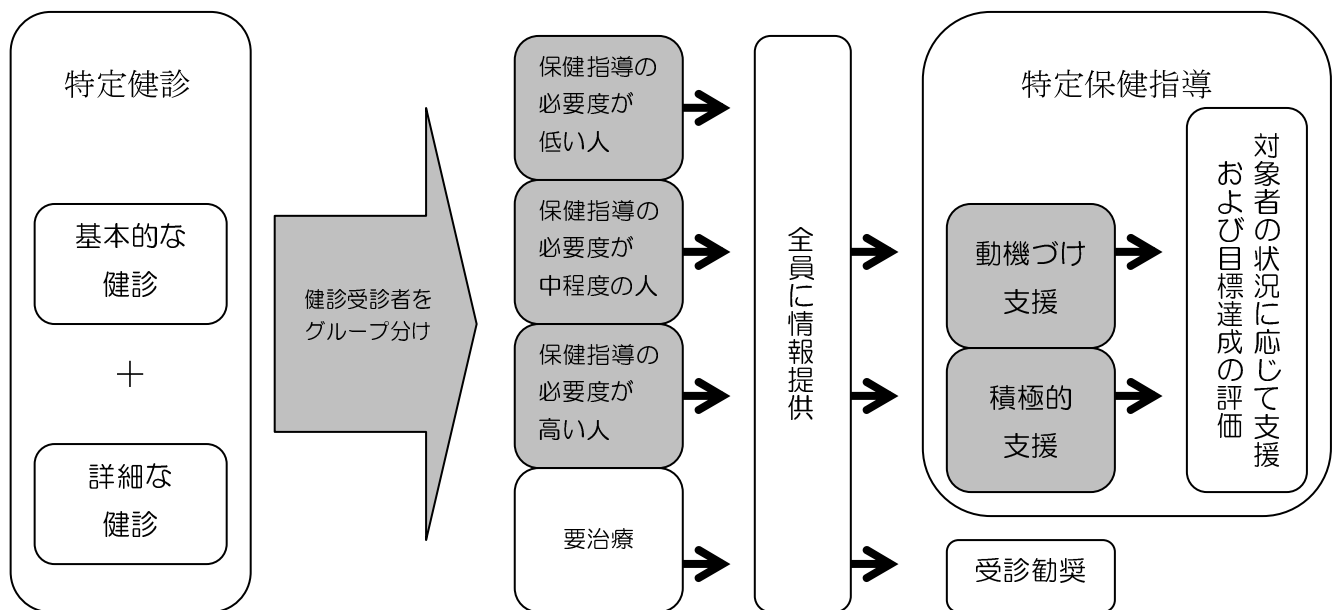 特定健診
基本的な
健診
+
詳細な
健診
健診受診者を
グループ分け
保健指導の
必要度が
低い人
保健指導の
必要度が
中程度の人
保健指導の
必要度が
高い人
要治療
全員に情報提供
特定保健指導
動機づけ
支援
積極的
支援
対象者の状況に応じて支援
および目標達成の評価
受診勧奨